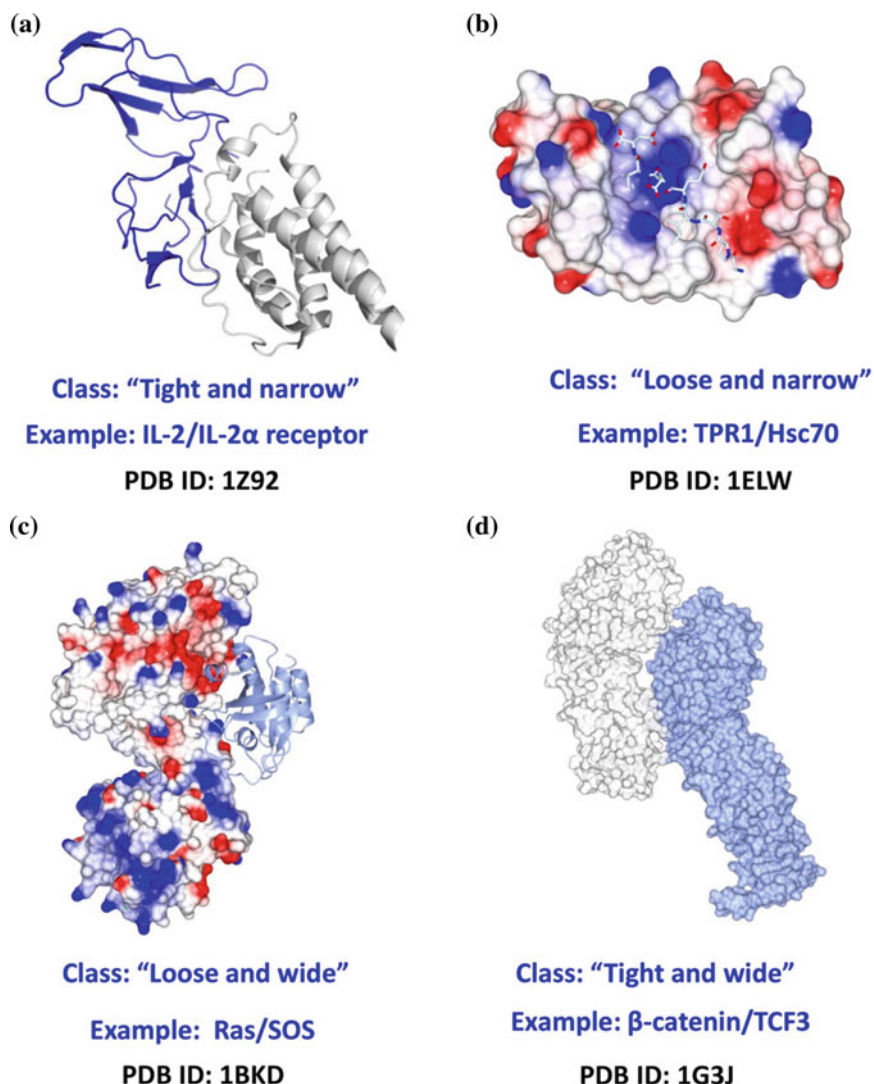 (a)
Class: “Tight and narrow”
Example: IL-2/IL-2α receptor
PDB ID: 1Z92
(b)
Class: “Loose and narrow”
Example: TPR1/Hsc70
PDB ID: 1ELW
(c)
Class: “Loose and wide”
Example: Ras/SOS
PDB ID: 1BKD
(d)
Class: “Tight and wide”
Example: β-catenin/TCF3
PDB ID: 1G3J